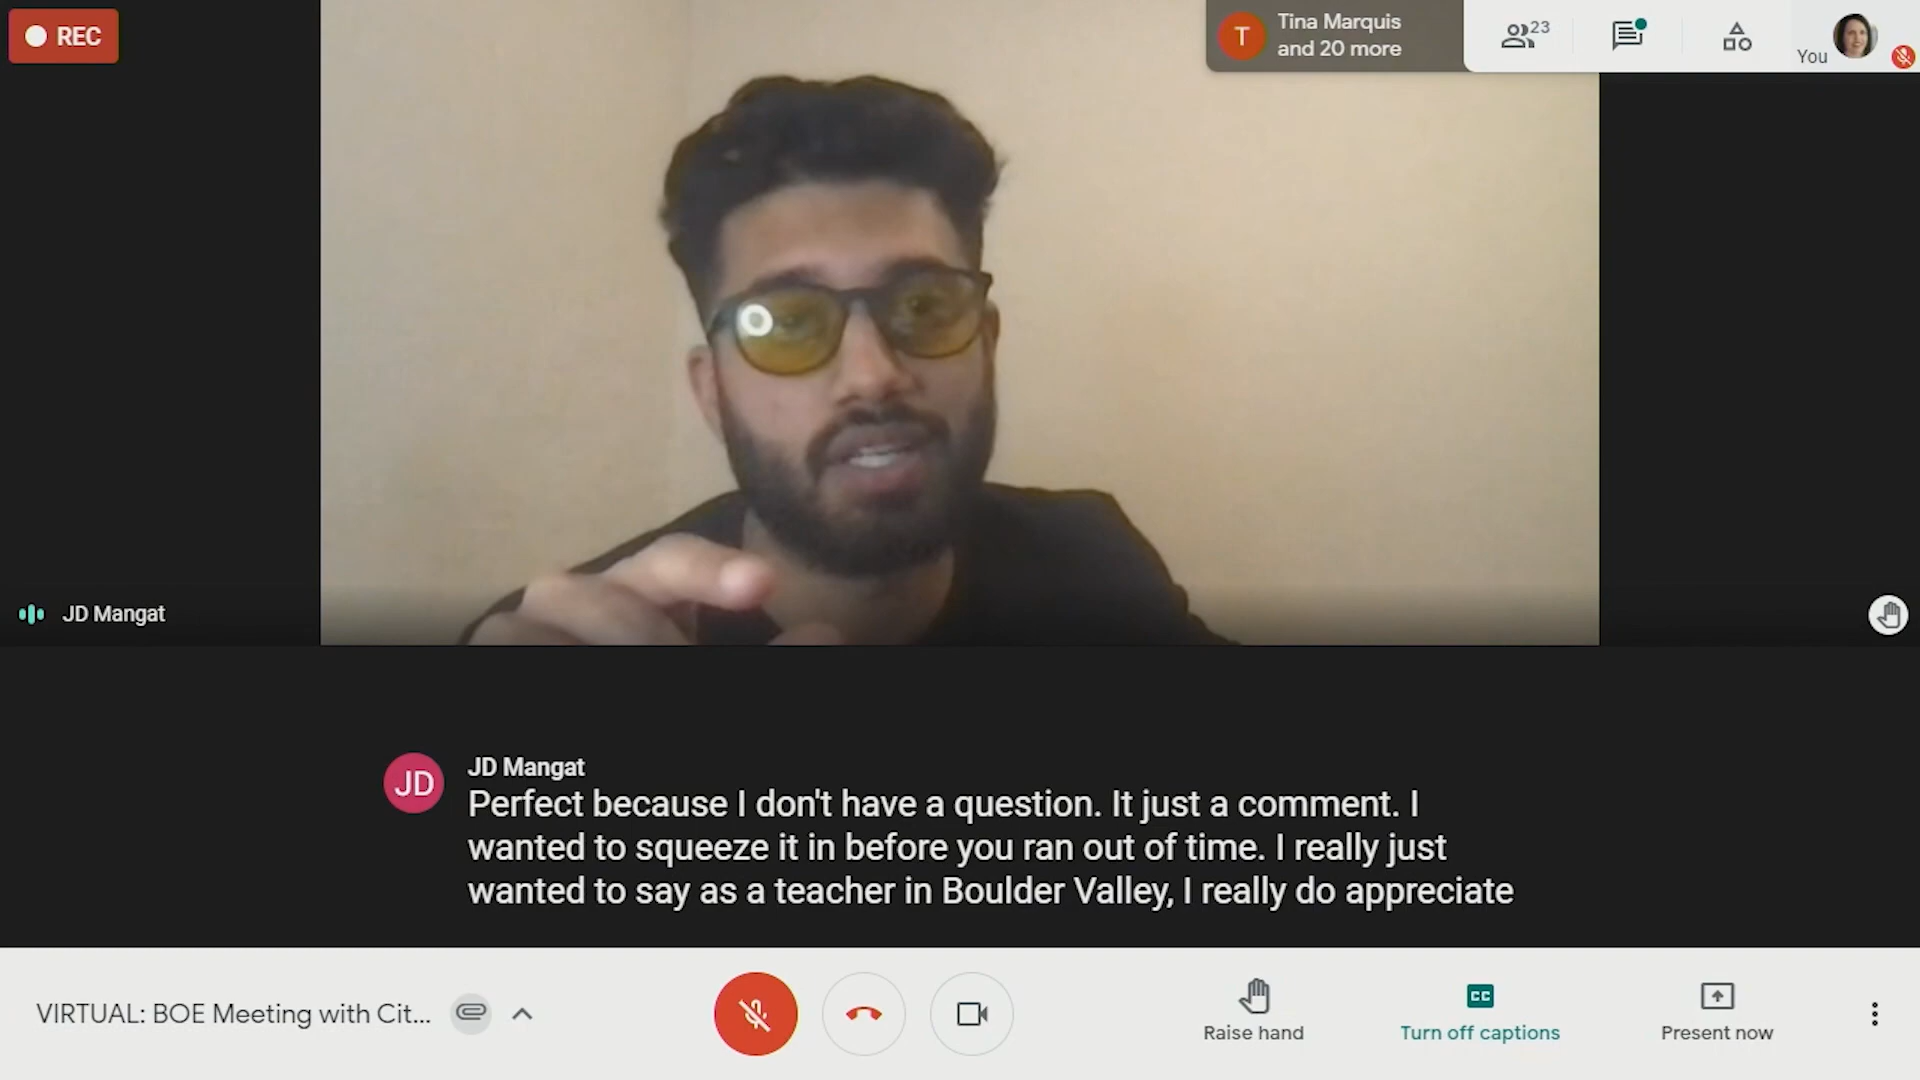 REC
T
Tina Marquis
and 20 more
23
You
JD Mangat
JD
JD Mangat
Perfect because I don't have a question. It just a comment. I
wanted to squeeze it in before you ran out of time. I really just
wanted to say as a teacher in Boulder Valley, I really do appreciate
VIRTUAL: BOE Meeting with Cit...
Raise hand
CC
Turn off captions
Present now